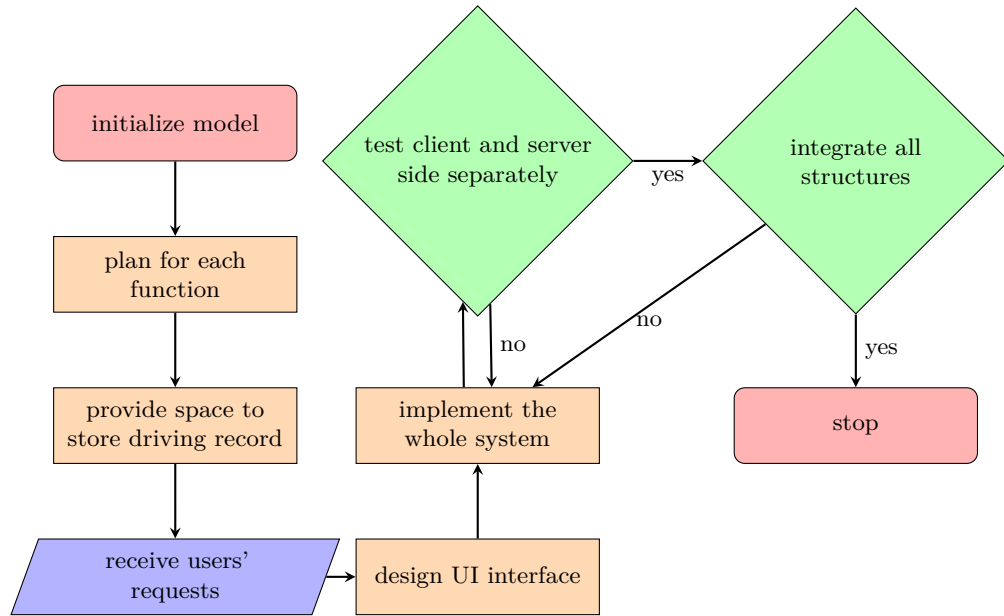 initialize model
plan for each
function
provide space to
store driving record
receive users'
requests
design UI interface
implement the
whole system
test client and server
side separately
yes
no
integrate all
structures
no
yes
stop